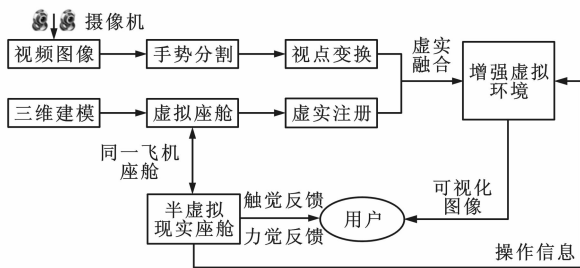 摄像机
视频图像
手势分割
视点变换
虚实
融合
增强虚拟
环境
三维建模
虚拟座舱
虚实注册
同一飞机
座舱
半虚拟
现实座舱
触觉反馈
力觉反馈
用户
可视化
图像
操作信息